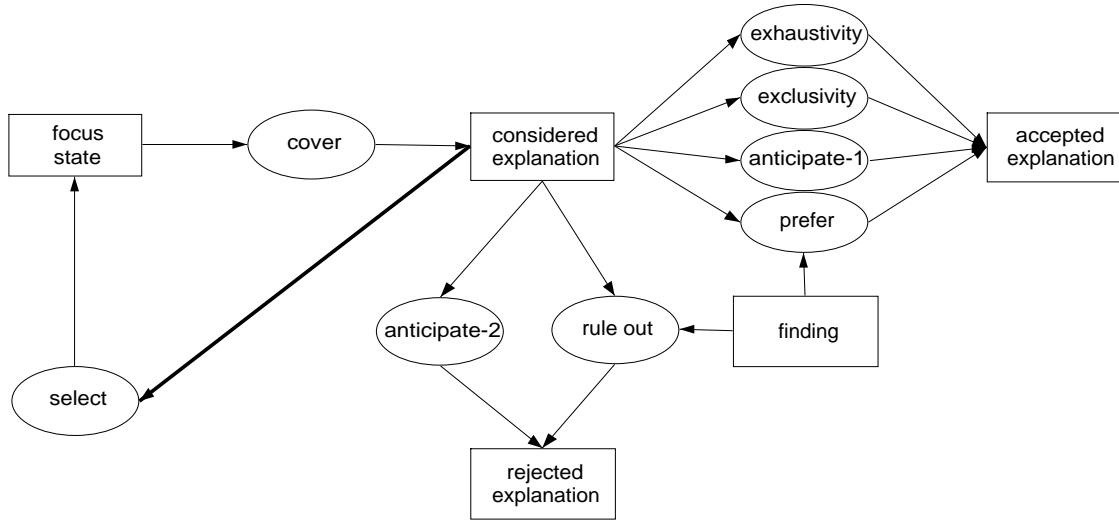 exhaustivity
exclusivity
anticipate-1
prefer
focus
state
cover
considered
explanation
accepted
explanation
anticipate-2
rule out
finding
select
rejected
explanation